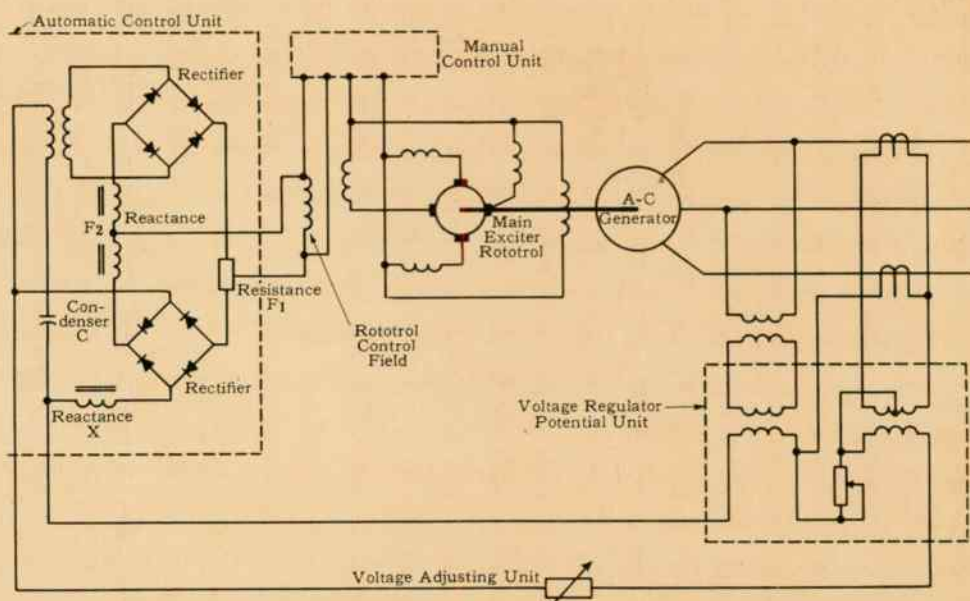 Automatic Control Unit
Rectifier
Manual
Control Unit
Reactance
F2
A-C
Generator
Main
Exciter
Rototrol
Resistance
F1
Con-
denser
C
Rototrol
Control
Field
Rectifier
Reactance
X
Voltage Regulator
Potential Unit
Voltage Adjusting Unit